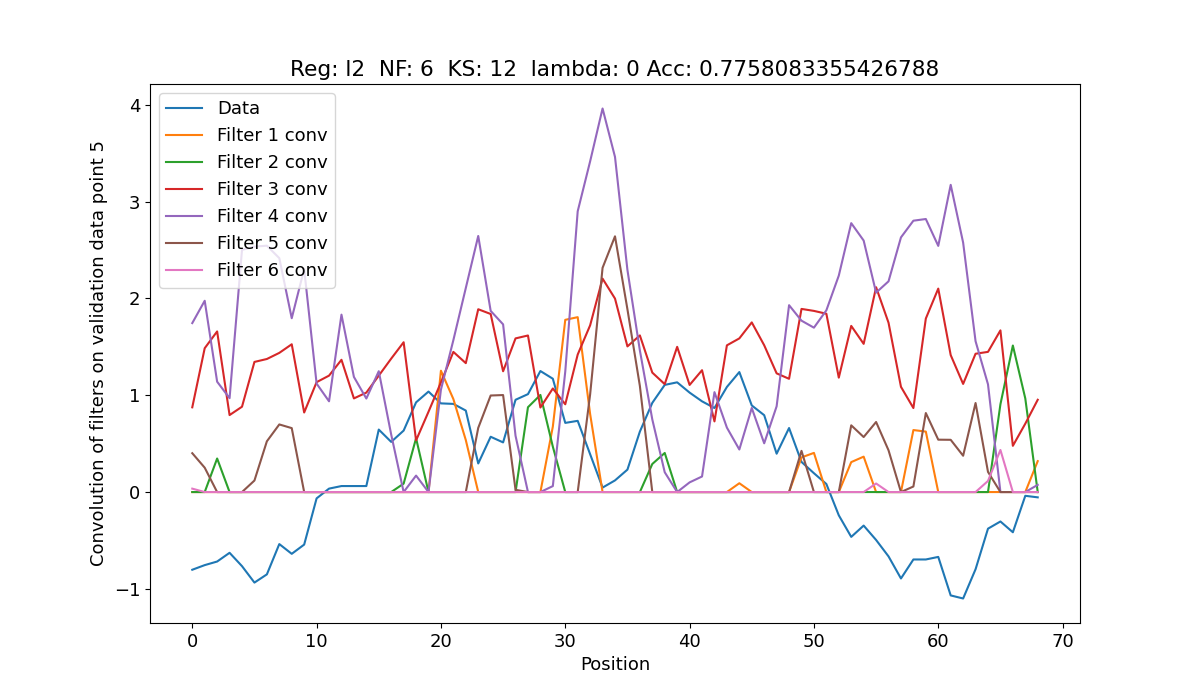 Reg: l2  NF: 6  KS: 12  lambda: 0 Acc: 0.7758083355426788
Convolution of filters on validation data point 5
4
3
2
1
0
−1
Data
Filter 1 conv
Filter 2 conv
Filter 3 conv
Filter 4 conv
Filter 5 conv
Filter 6 conv
0 10 20 30 40 50 60 70
Position